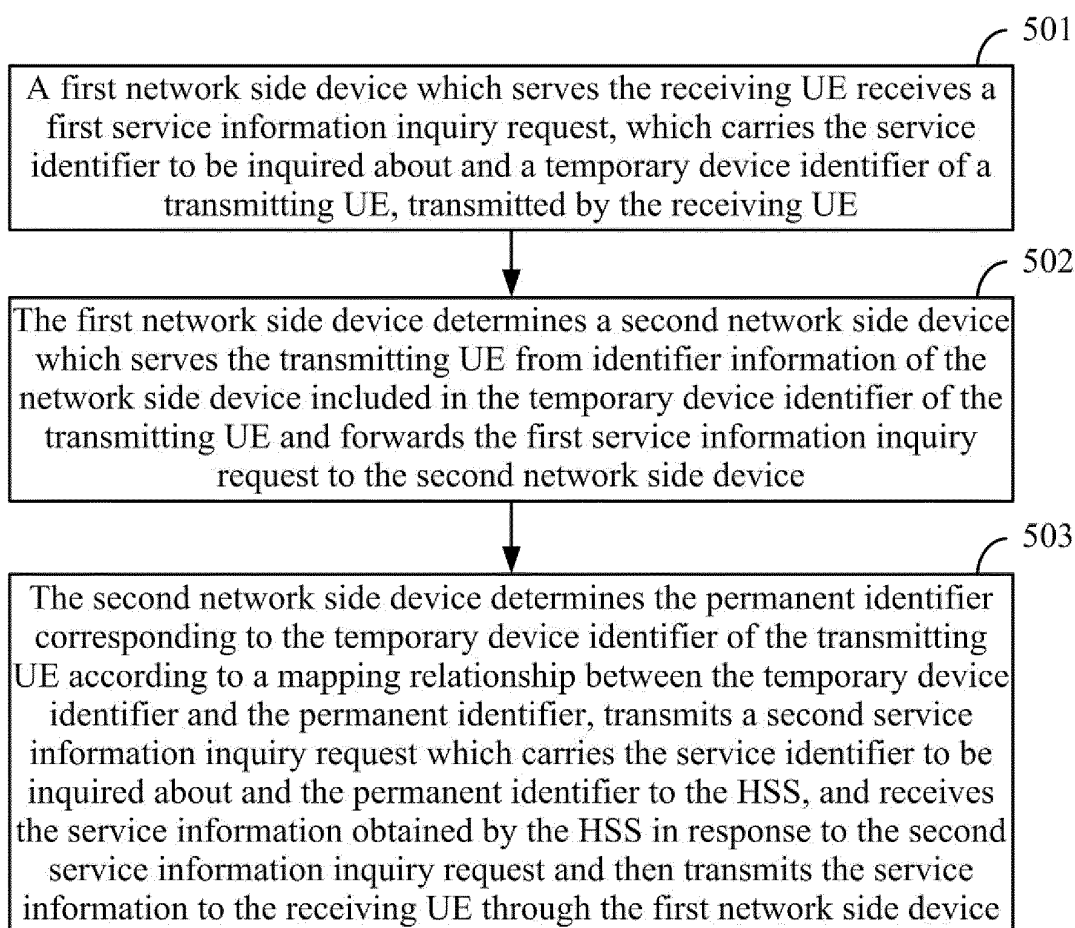 501
A first network side device which serves the receiving UE receives a
first service information inquiry request, which carries the service
identifier to be inquired about and a temporary device identifier of a
transmitting UE, transmitted by the receiving UE
502
The first network side device determines a second network side device
which serves the transmitting UE from identifier information of the
network side device included in the temporary device identifier of the
transmitting UE and forwards the first service information inquiry
request to the second network side device
503
The second network side device determines the permanent identifier
corresponding to the temporary device identifier of the transmitting
UE according to a mapping relationship between the temporary device
identifier and the permanent identifier, transmits a second service
information inquiry request which carries the service identifier to be
inquired about and the permanent identifier to the HSS, and receives
the service information obtained by the HSS in response to the second
service information inquiry request and then transmits the service
information to the receiving UE through the first network side device